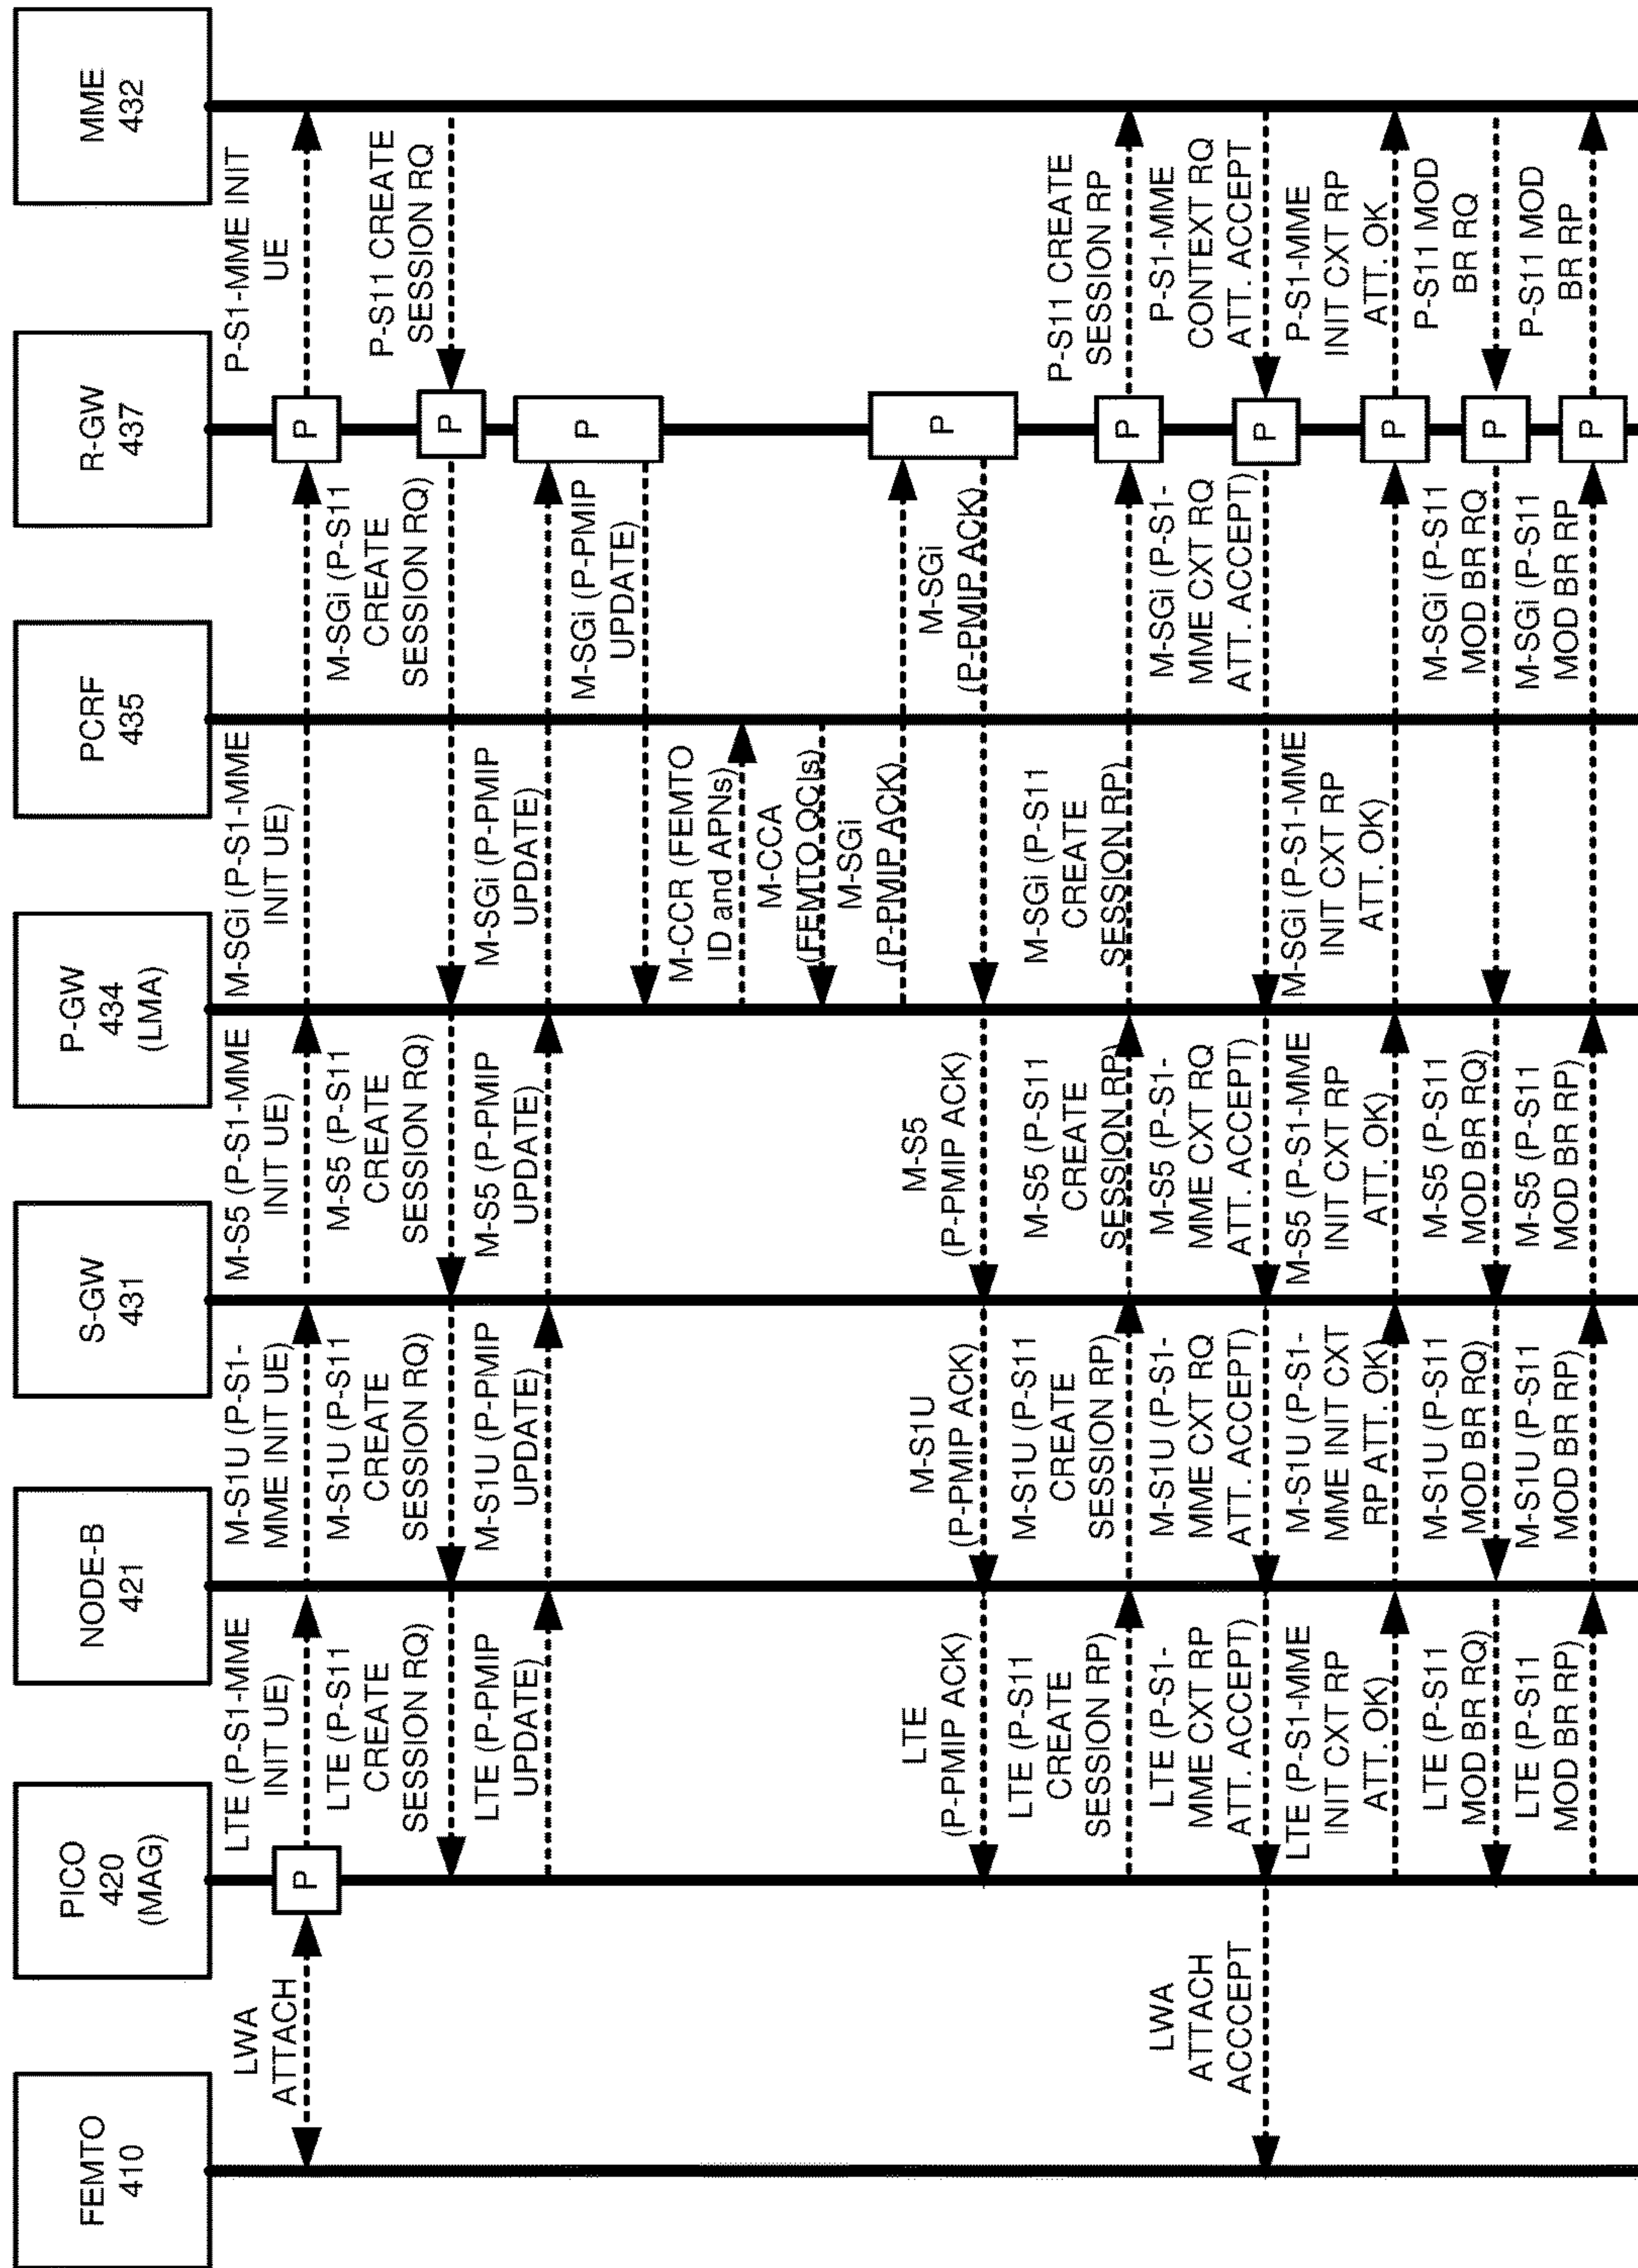 FEMTO
410
PICO
420
(MAG)
NODE-B
421
S-GW
431
P-GW
434
(LMA)
PCRF
435
R-GW
437
MME
432
LWA
ATTACH
P
LTE (P-S1-MME
INIT UE)
M-S1U (P-S1-
MME INIT UE)
M-S5 (P-S1-MME
INIT UE)
M-SGi (P-S1-MME
INIT UE)
P
P-S1-MME INIT
UE
LTE (P-S11
CREATE
SESSION RQ)
M-S1U (P-S11
CREATE
SESSION RQ)
M-S5 (P-S11
CREATE
SESSION RQ)
M-SGi (P-S11
CREATE
SESSION RQ)
P
P-S11 CREATE
SESSION RQ
LTE (P-PMIP
UPDATE)
M-S1U (P-PMIP
UPDATE)
M-S5 (P-PMIP
UPDATE)
M-SGi (P-PMIP
UPDATE)
P
M-SGi (P-PMIP
UPDATE)
M-CCR (FEMTO
ID and APNs)
M-CCA
(FEMTO QCIs)
M-SGi
(P-PMIP ACK)
P
LTE
(P-PMIP ACK)
M-S1U
(P-PMIP ACK)
M-S5
(P-PMIP ACK)
M-SGi
(P-PMIP ACK)
LTE (P-S11
CREATE
SESSION RP)
M-S1U (P-S11
CREATE
SESSION RP)
M-S5 (P-S11
CREATE
SESSION RP)
M-SGi (P-S11
CREATE
SESSION RP)
P
P-S11 CREATE
SESSION RP
LWA
ATTACH
ACCCEPT
LTE (P-S1-
MME CXT RP
ATT. ACCEPT)
M-S1U (P-S1-
MME CXT RQ
ATT. ACCEPT)
M-S5 (P-S1-
MME CXT RQ
ATT. ACCEPT)
M-SGi (P-S1-
MME CXT RQ
ATT. ACCEPT)
P
P-S1-MME
CONTEXT RQ
ATT. ACCEPT
LTE (P-S1-MME
INIT CXT RP
ATT. OK)
M-S1U (P-S1-
MME INIT CXT
RP ATT. OK)
M-S5 (P-S1-MME
INIT CXT RP
ATT. OK)
M-SGi (P-S1-MME
INIT CXT RP
ATT. OK)
P
P-S1-MME
INIT CXT RP
ATT. OK
LTE (P-S11
MOD BR RQ)
M-S1U (P-S11
MOD BR RQ)
M-S5 (P-S11
MOD BR RQ)
M-SGi (P-S11
MOD BR RQ
P
P-S11 MOD
BR RQ
LTE (P-S11
MOD BR RP)
M-S1U (P-S11
MOD BR RP)
M-S5 (P-S11
MOD BR RP)
M-SGi (P-S11
MOD BR RP
P
P-S11 MOD
BR RP